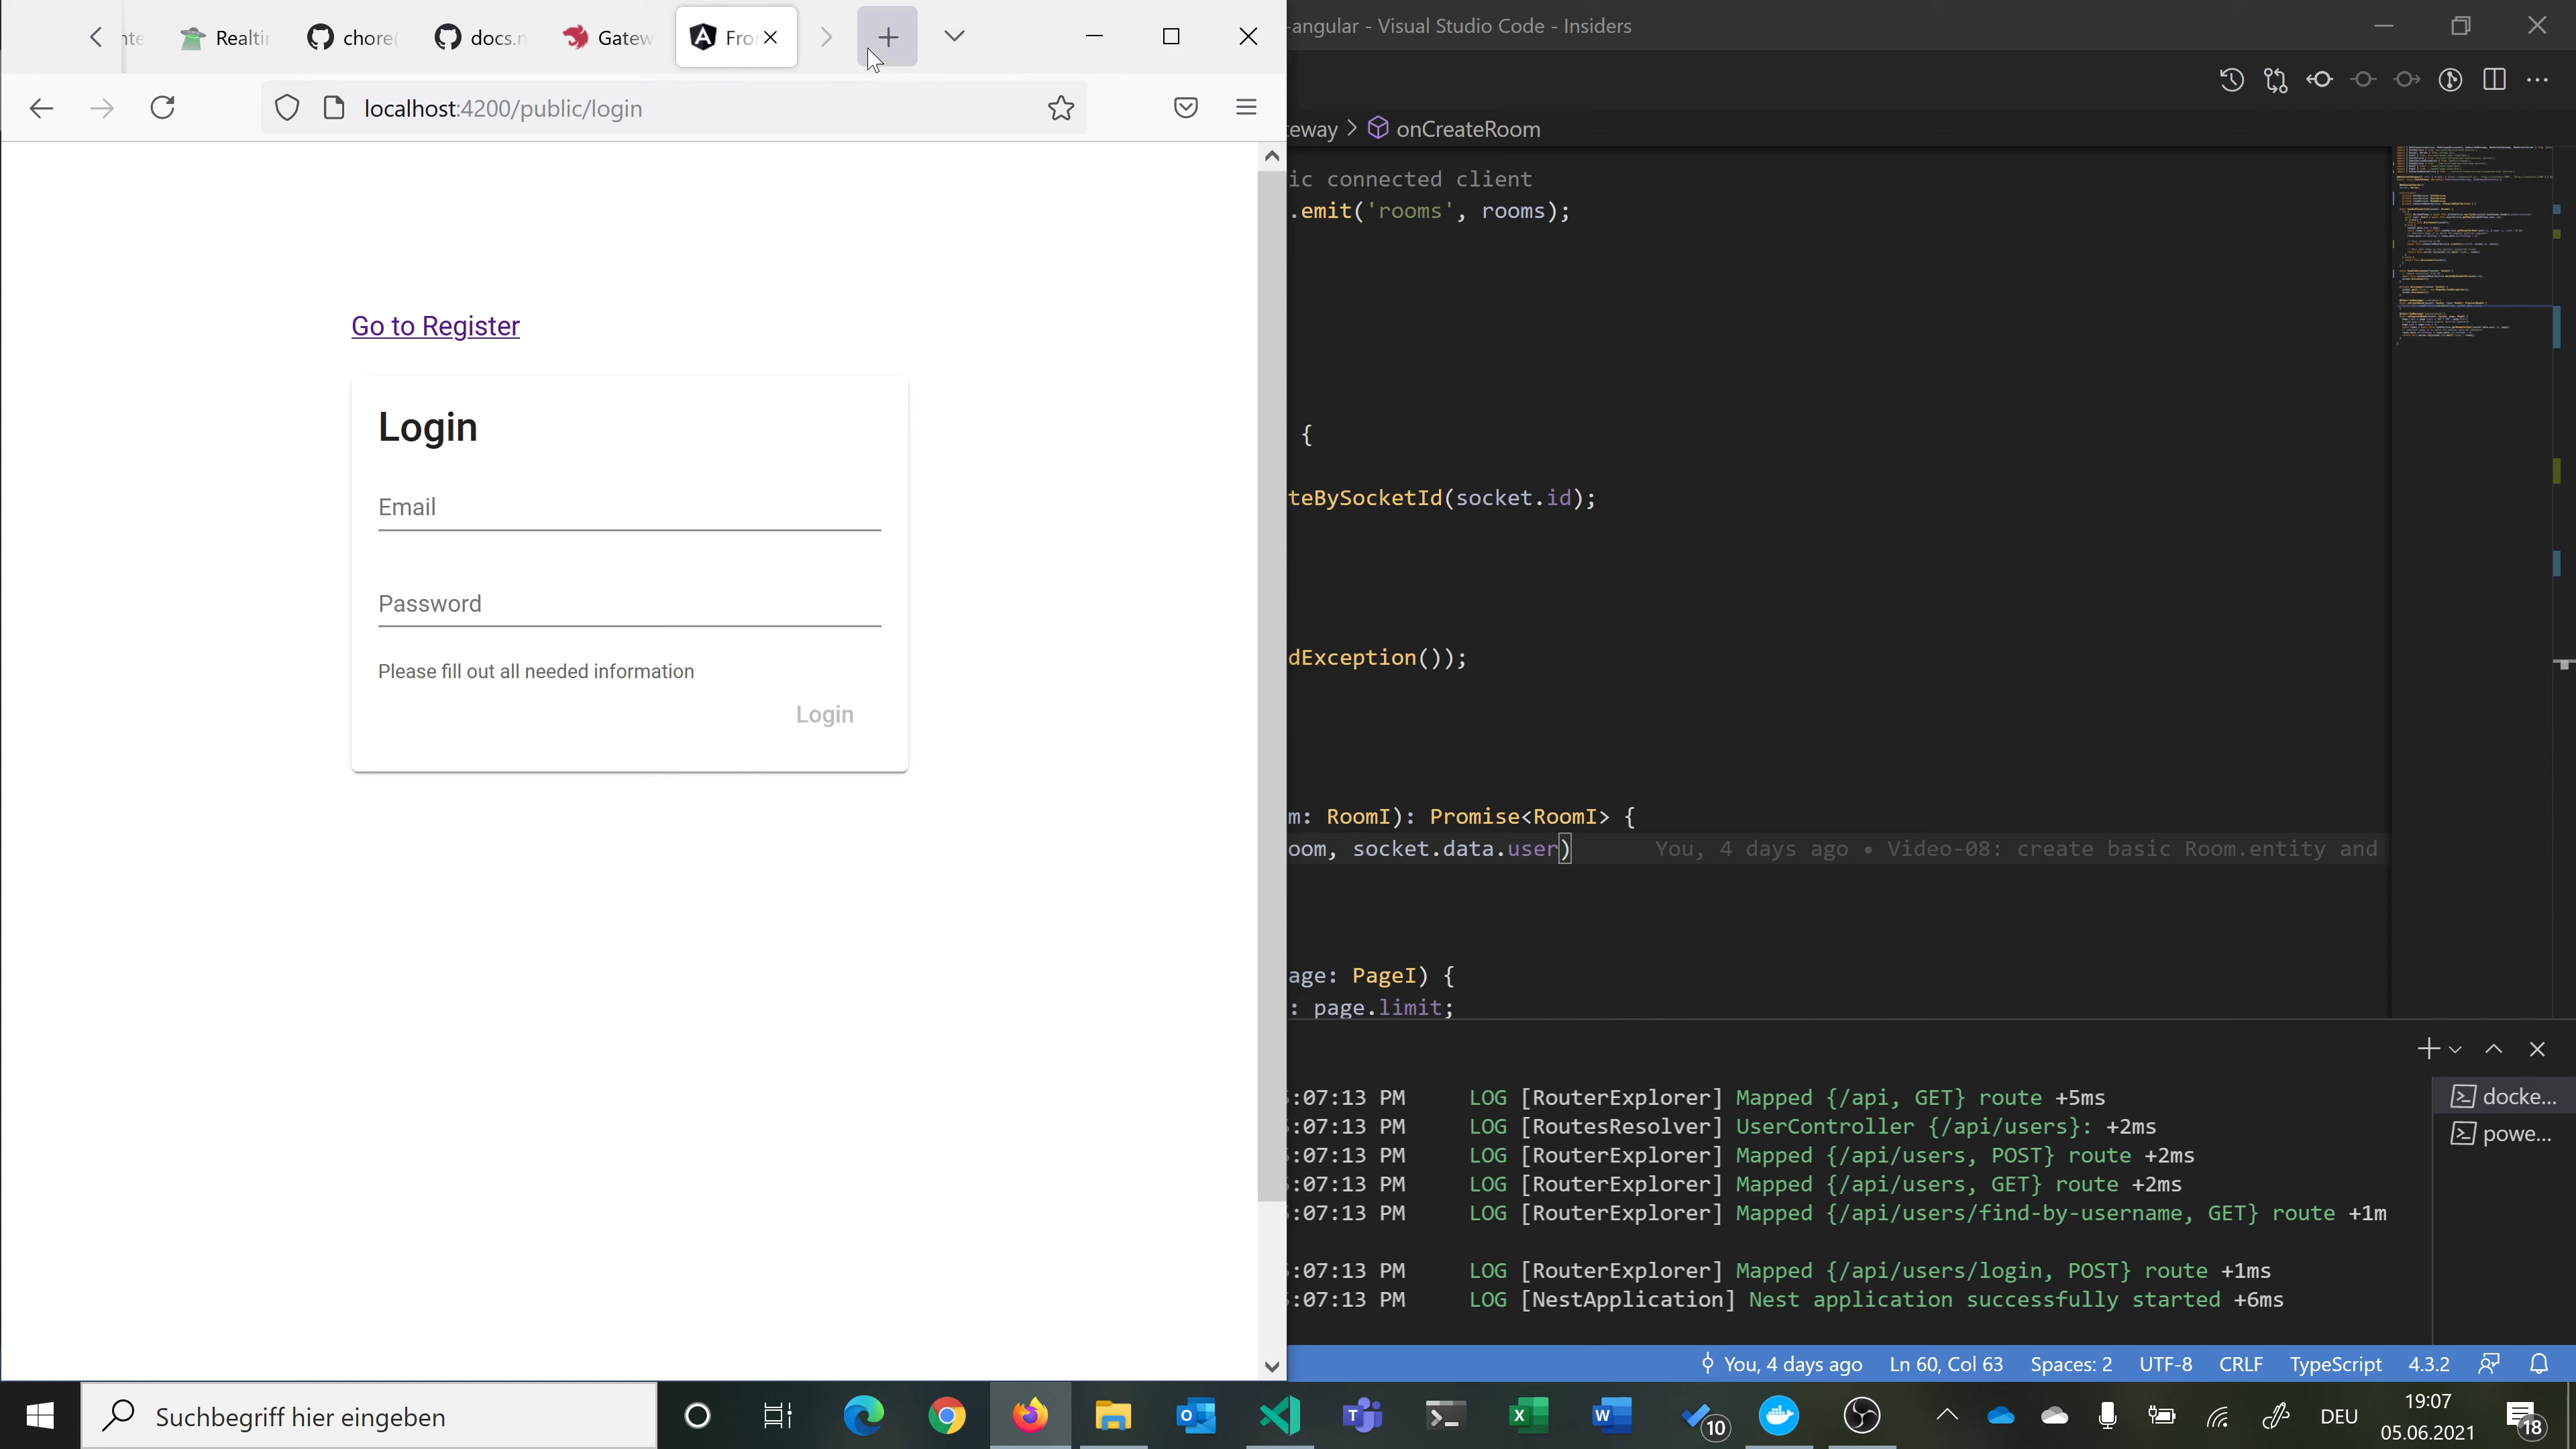 Realtin
chore(
docs.n
Gatew
Fro
localhost:4200/public/login
Go to Register
Login
Email
Password
Please fill out all needed information
Login
-angular - Visual Studio Code - Insiders
eway > onCreateRoom
ic connected client
.emit('rooms', rooms);
{
teBySocketId(socket.id);
dException());
m: RoomI): Promise<RoomI> {
oom, socket.data.user)
You, 4 days ago • Video-08: create basic Room.entity and
age: PageI) {
: page.limit;
:07:13 PM LOG [RouterExplorer] Mapped {/api, GET} route +5ms
:07:13 PM LOG [RoutesResolver] UserController {/api/users}: +2ms
:07:13 PM LOG [RouterExplorer] Mapped {/api/users, POST} route +2ms
:07:13 PM LOG [RouterExplorer] Mapped {/api/users, GET} route +2ms
:07:13 PM LOG [RouterExplorer] Mapped {/api/users/find-by-username, GET} route +1m
:07:13 PM LOG [RouterExplorer] Mapped {/api/users/login, POST} route +1ms
:07:13 PM LOG [NestApplication] Nest application successfully started +6ms
docke...
powe...
You, 4 days ago Ln 60, Col 63 Spaces: 2 UTF-8 CRLF TypeScript 4.3.2
Suchbegriff hier eingeben
10
DEU
19:07
05.06.2021
18